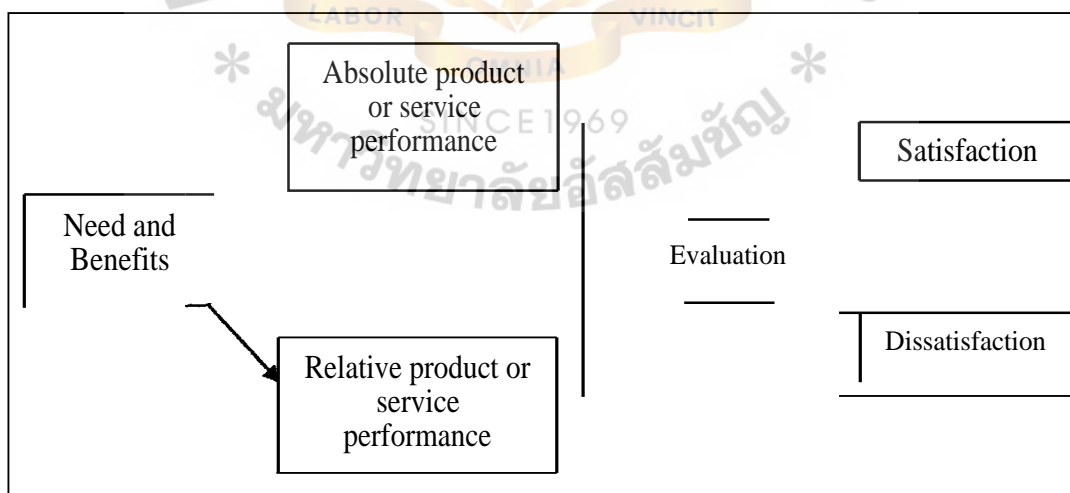 LABOR
VINCIT
OMNIA
SINCE1969
มหาวิทยาลัยอัสสัมชัญ
Absolute product
or service
performance
Satisfaction
Need and
Benefits
Evaluation
Dissatisfaction
Relative product or
service
performance